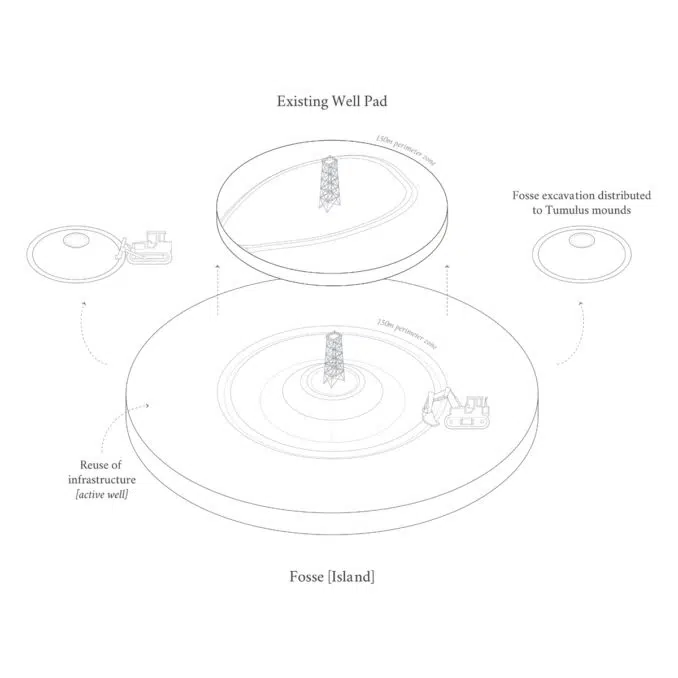 Existing Well Pad
150m perimeter zone
Fosse excavation distributed
to Tumulus mounds
150m perimeter zone
Reuse of
infrastructure
[active well]
Fosse [Island]